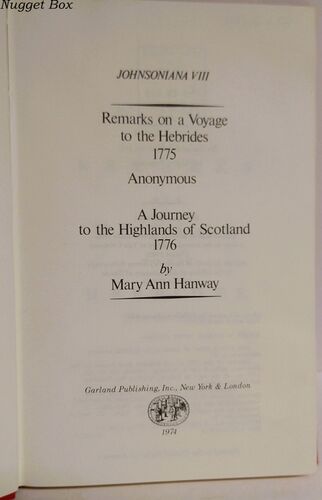 Nugget Box
JOHNSONIANA VIII
Remarks on a Voyage
to the Hebrides
1775
Anonymous
A Journey
to the Highlands of Scotland
1776
by
Mary Ann Hanway
Garland Publishing, Inc., New York & London
1974